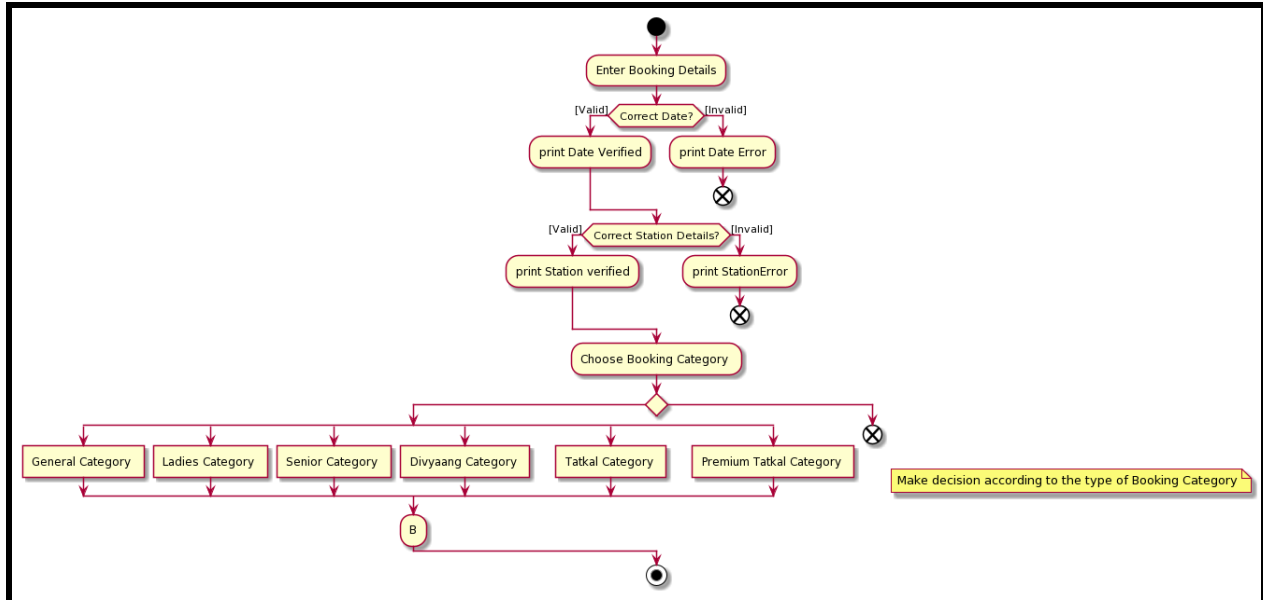 Enter Booking Details
[Valid]
Correct Date?
[Invalid]
print Date Verified
print Date Error
[Valid]
Correct Station Details?
[Invalid]
print Station verified
print StationError
Choose Booking Category
General Category
Ladies Category
Senior Category
Divyaang Category
Tatkal Category
Premium Tatkal Category
Make decision according to the type of Booking Category
B